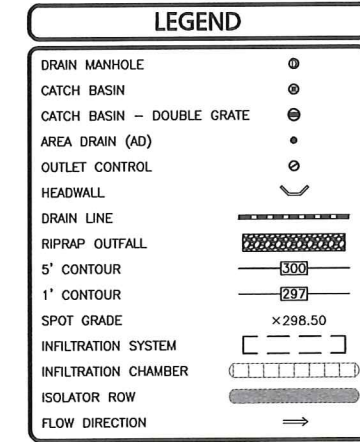 LEGEND
DRAIN MANHOLE
CATCH BASIN
CATCH BASIN – DOUBLE GRATE
AREA DRAIN (AD)
OUTLET CONTROL
HEADWALL
DRAIN LINE
RIPRAP OUTFALL
5' CONTOUR 300
1' CONTOUR 297
SPOT GRADE ×298.50
INFILTRATION SYSTEM
INFILTRATION CHAMBER
ISOLATOR ROW
FLOW DIRECTION